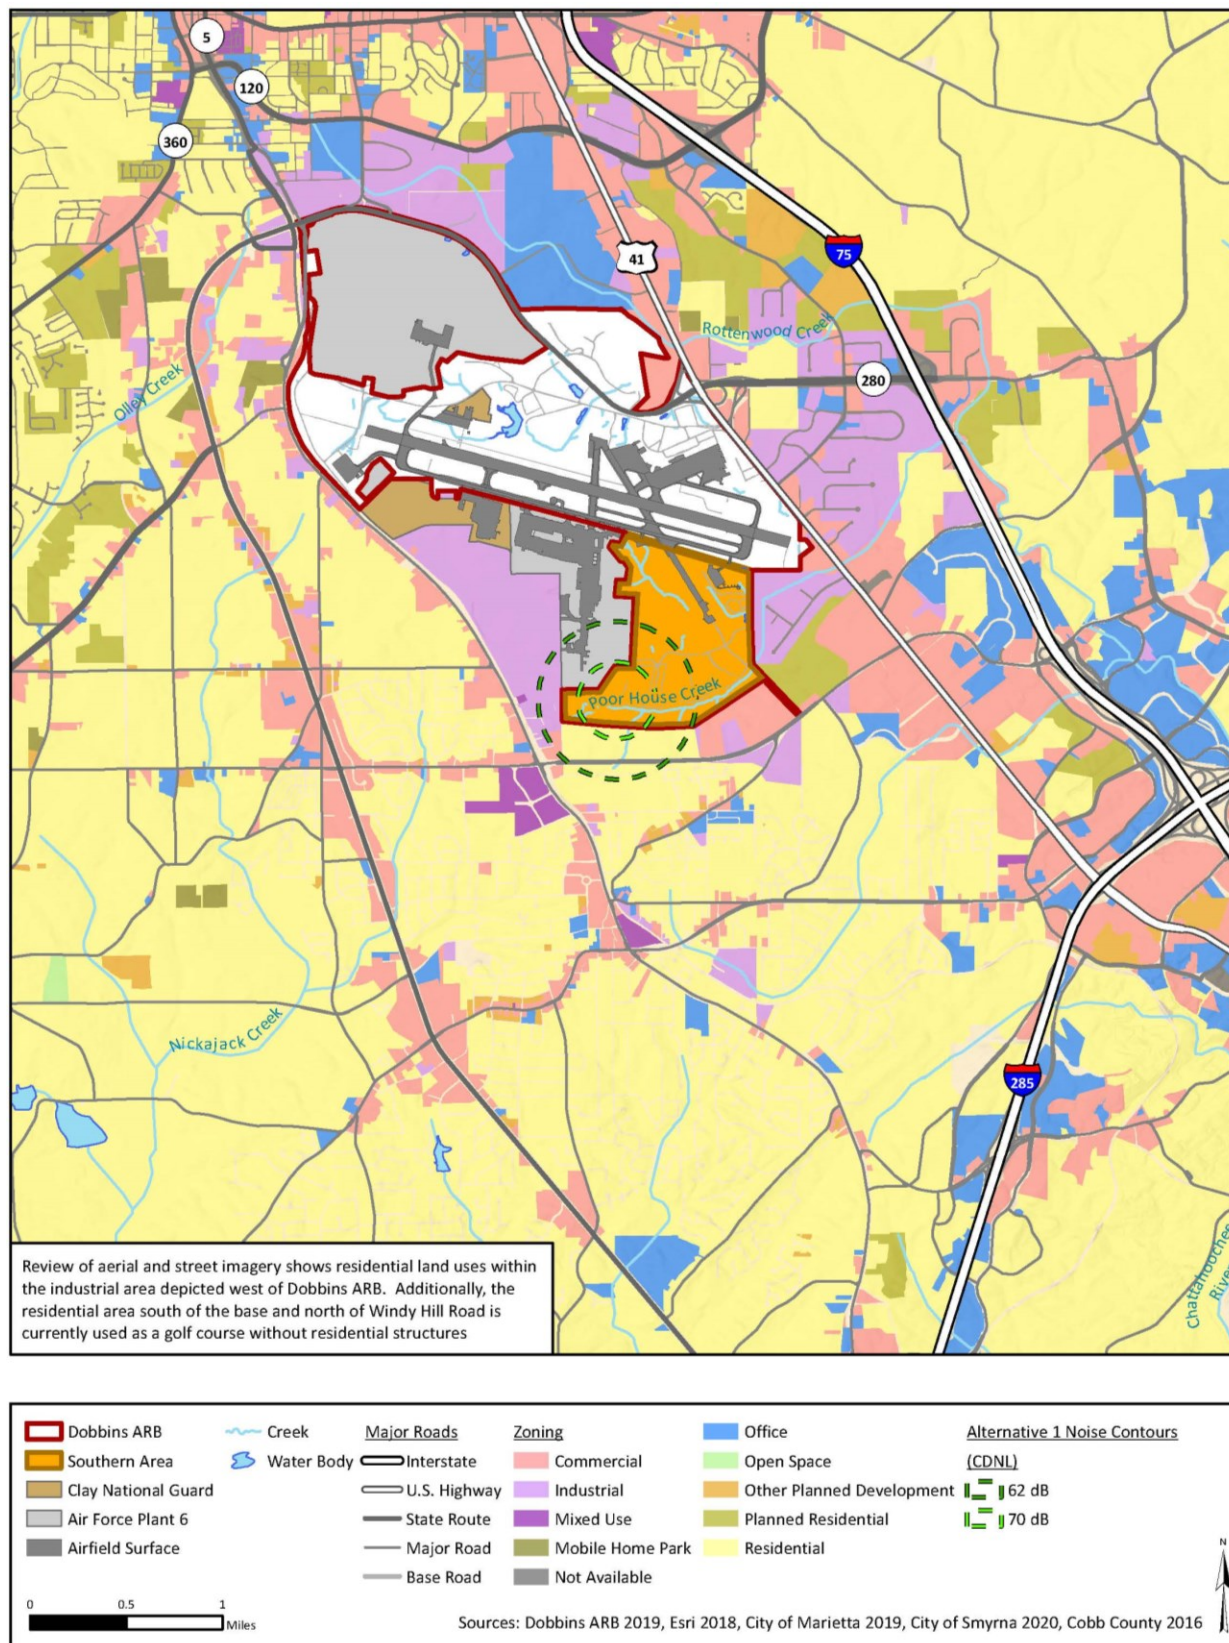 5
120
360
41
75
Rottenwood Creek
280
Olley Creek
Poor House Creek
Nickajack Creek
285
Chattahoochee
River
Review of aerial and street imagery shows residential land uses within
the industrial area depicted west of Dobbins ARB. Additionally, the
residential area south of the base and north of Windy Hill Road is
currently used as a golf course without residential structures
Dobbins ARB
Southern Area
Clay National Guard
Air Force Plant 6
Airfield Surface
Creek
Water Body
Major Roads
Interstate
U.S. Highway
State Route
Major Road
Base Road
Zoning
Commercial
Industrial
Mixed Use
Mobile Home Park
Not Available
Office
Open Space
Other Planned Development
Planned Residential
Residential
Alternative 1 Noise Contours
(CDNL)
62 dB
70 dB
N
0 0.5 1
Miles
Sources: Dobbins ARB 2019, Esri 2018, City of Marietta 2019, City of Smyrna 2020, Cobb County 2016